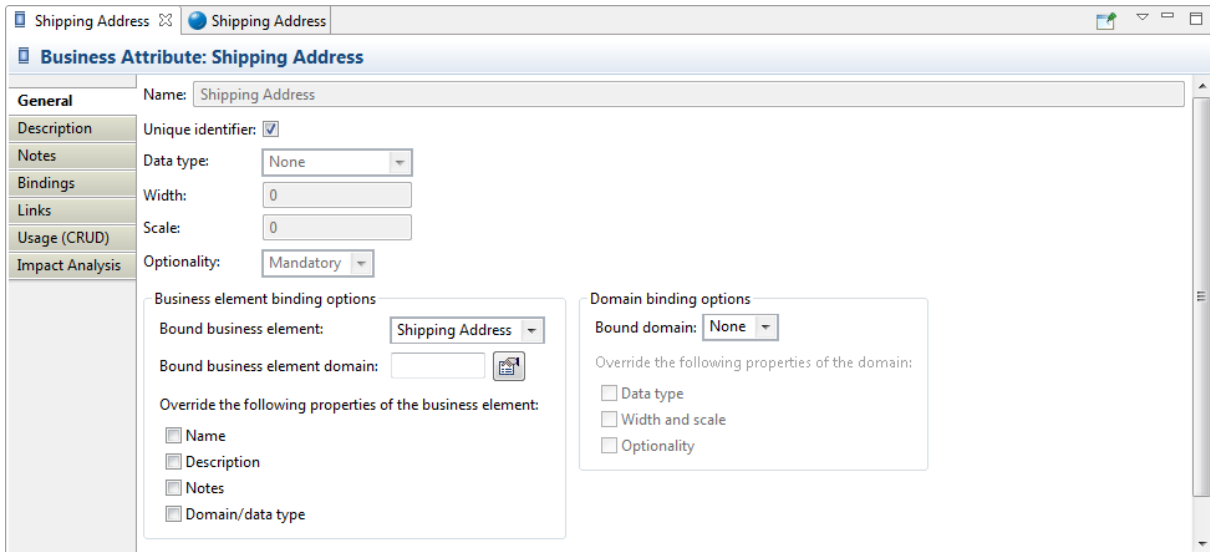 Shipping Address Shipping Address
Business Attribute: Shipping Address
General
Description
Notes
Bindings
Links
Usage (CRUD)
Impact Analysis
Name: Shipping Address
Unique identifier:
Data type: None
Width: 0
Scale: 0
Optionality: Mandatory
Business element binding options
Bound business element: Shipping Address
Bound business element domain:
Override the following properties of the business element:
Name
Description
Notes
Domain/data type
Domain binding options
Bound domain: None
Override the following properties of the domain:
Data type
Width and scale
Optionality